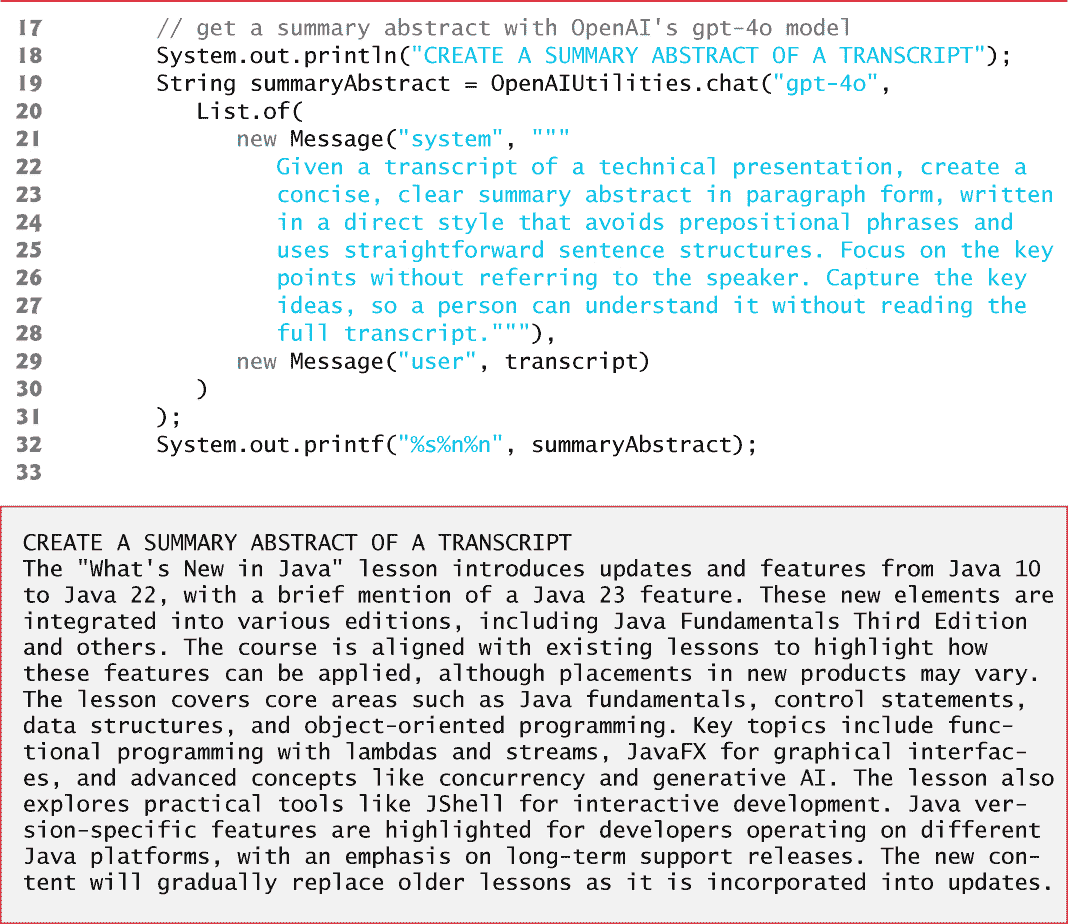 17 // get a summary abstract with OpenAI's gpt-4o model
18 System.out.println("CREATE A SUMMARY ABSTRACT OF A TRANSCRIPT");
19 String summaryAbstract = OpenAIUtilities.chat("gpt-4o",
20 List.of(
21 new Message("system", """
22 Given a transcript of a technical presentation, create a
23 concise, clear summary abstract in paragraph form, written
24 in a direct style that avoids prepositional phrases and
25 uses straightforward sentence structures. Focus on the key
26 points without referring to the speaker. Capture the key
27 ideas, so a person can understand it without reading the
28 full transcript."""),
29 new Message("user", transcript)
30 )
31 );
32 System.out.printf("%s%n%n", summaryAbstract);
33
CREATE A SUMMARY ABSTRACT OF A TRANSCRIPT
The "What's New in Java" lesson introduces updates and features from Java 10
to Java 22, with a brief mention of a Java 23 feature. These new elements are
integrated into various editions, including Java Fundamentals Third Edition
and others. The course is aligned with existing lessons to highlight how
these features can be applied, although placements in new products may vary.
The lesson covers core areas such as Java fundamentals, control statements,
data structures, and object-oriented programming. Key topics include func-
tional programming with lambdas and streams, JavaFX for graphical interfac-
es, and advanced concepts like concurrency and generative AI. The lesson also
explores practical tools like JShell for interactive development. Java ver-
sion-specific features are highlighted for developers operating on different
Java platforms, with an emphasis on long-term support releases. The new con-
tent will gradually replace older lessons as it is incorporated into updates.